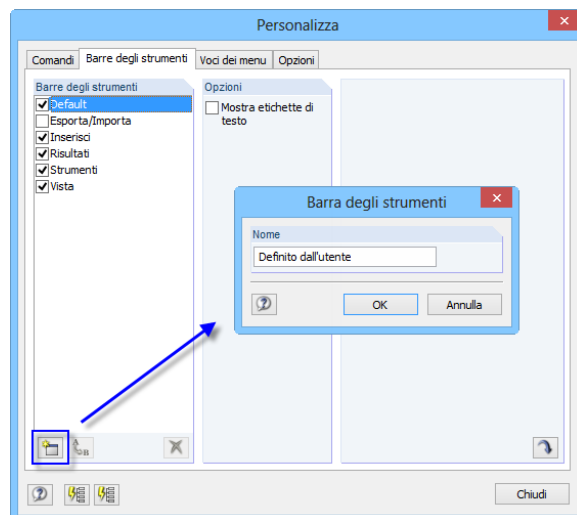 Personalizza
Comandi
Barre degli strumenti
Voci dei menu
Opzioni
Barre degli strumenti
Default
Esporta/Importa
Inserisci
Risultati
Strumenti
Vista
Opzioni
Mostra etichette di
testo
Barra degli strumenti
Nome
Definito dall'utente
OK
Annulla
Chiudi